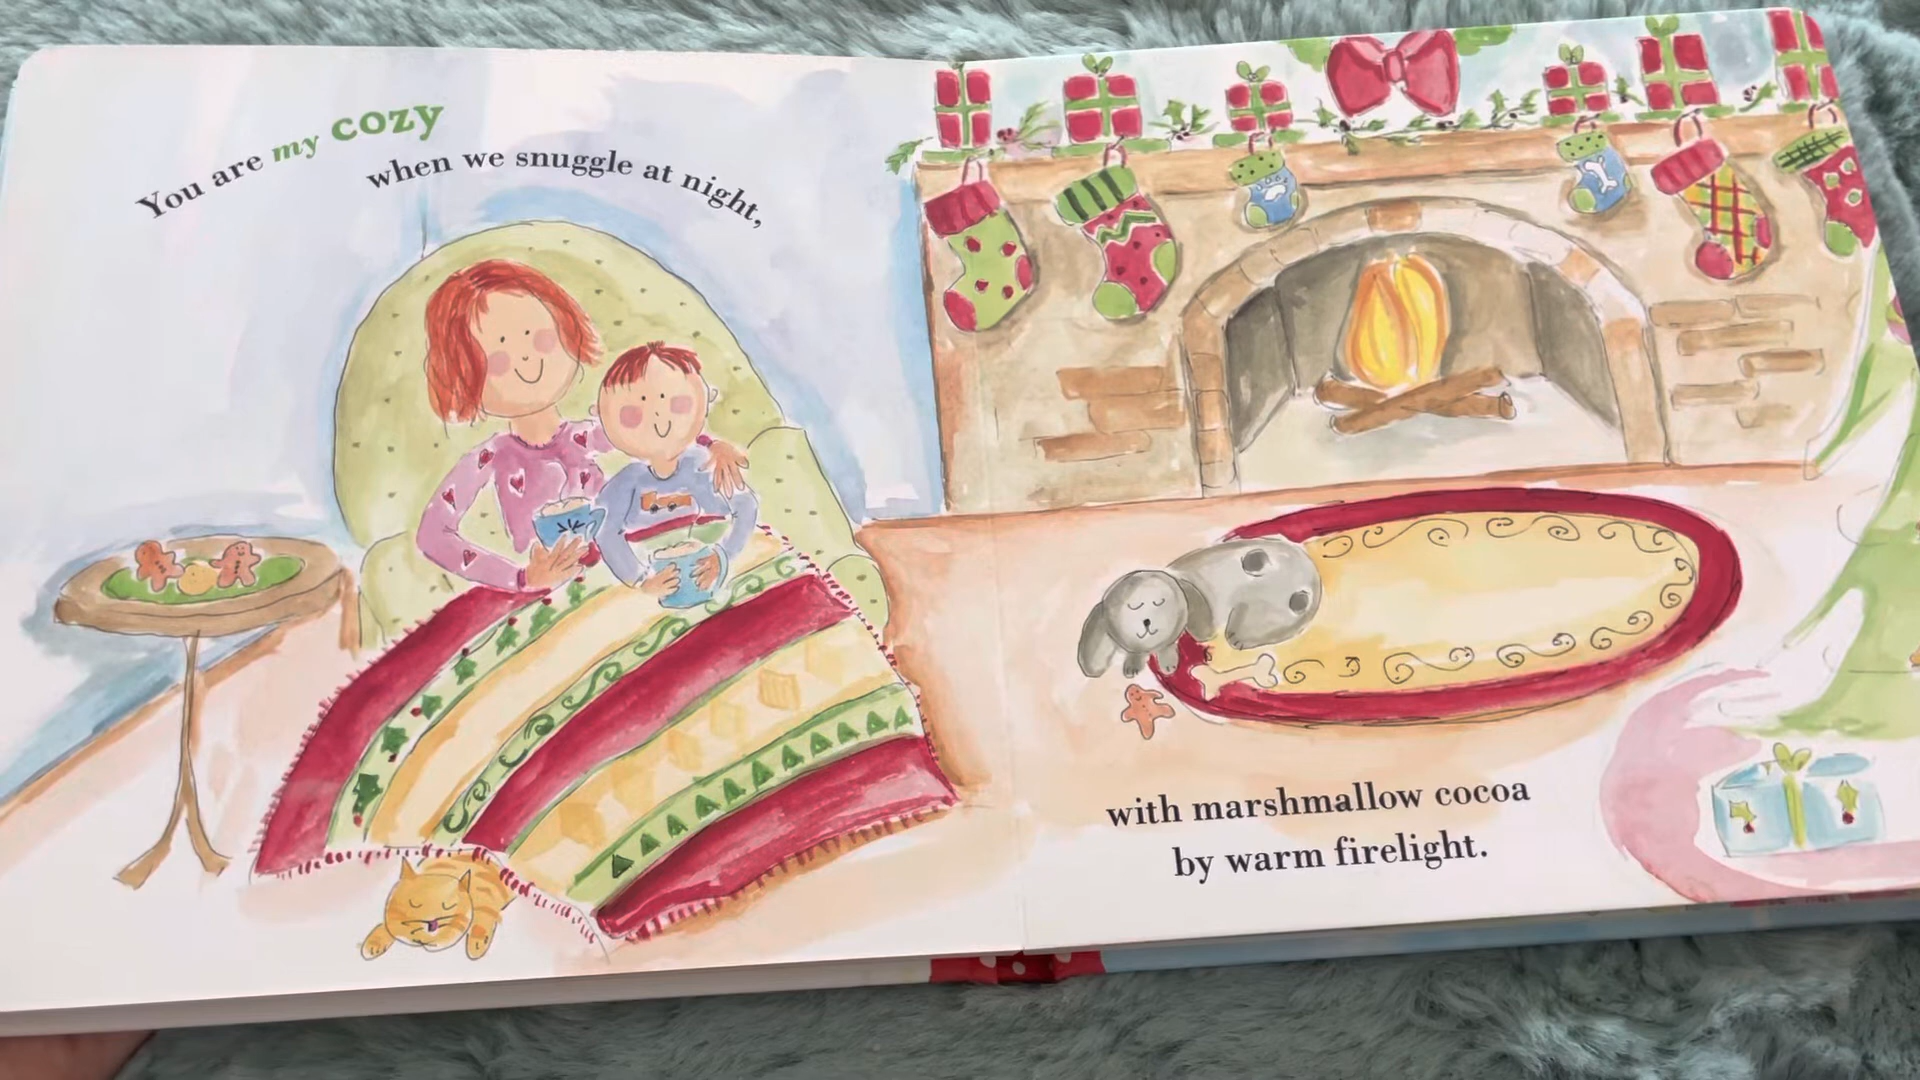 You are my cozy
when we snuggle at night,
with marshmallow cocoa
by warm firelight.